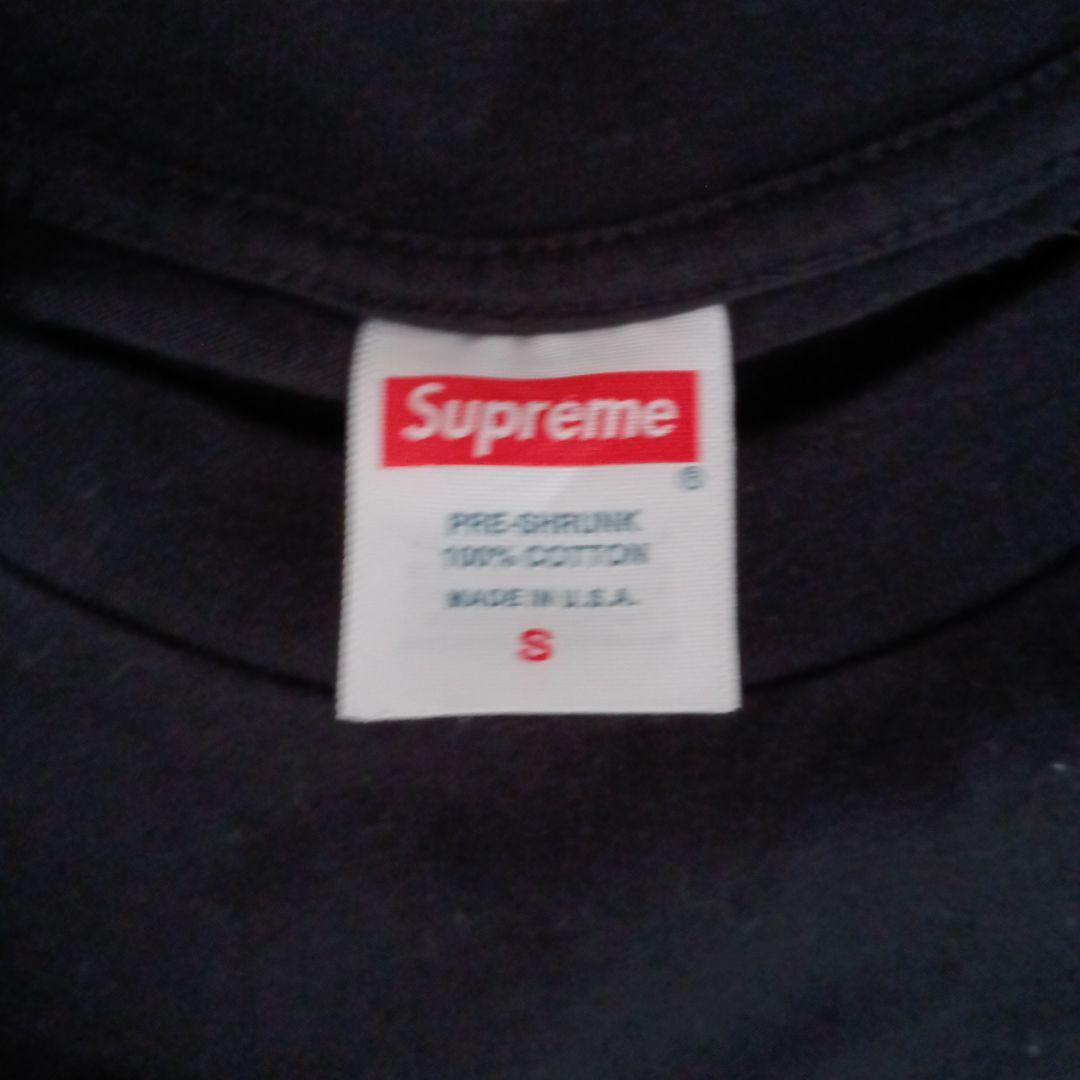 Supreme
®
PRE-SHRUNK
100% COTTON
MADE IN U.S.A.
S